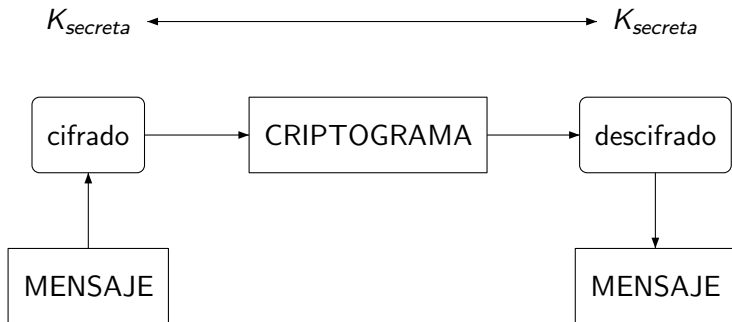 K_secreta K_secreta
cifrado CRIPTOGRAMA descifrado
MENSAJE MENSAJE